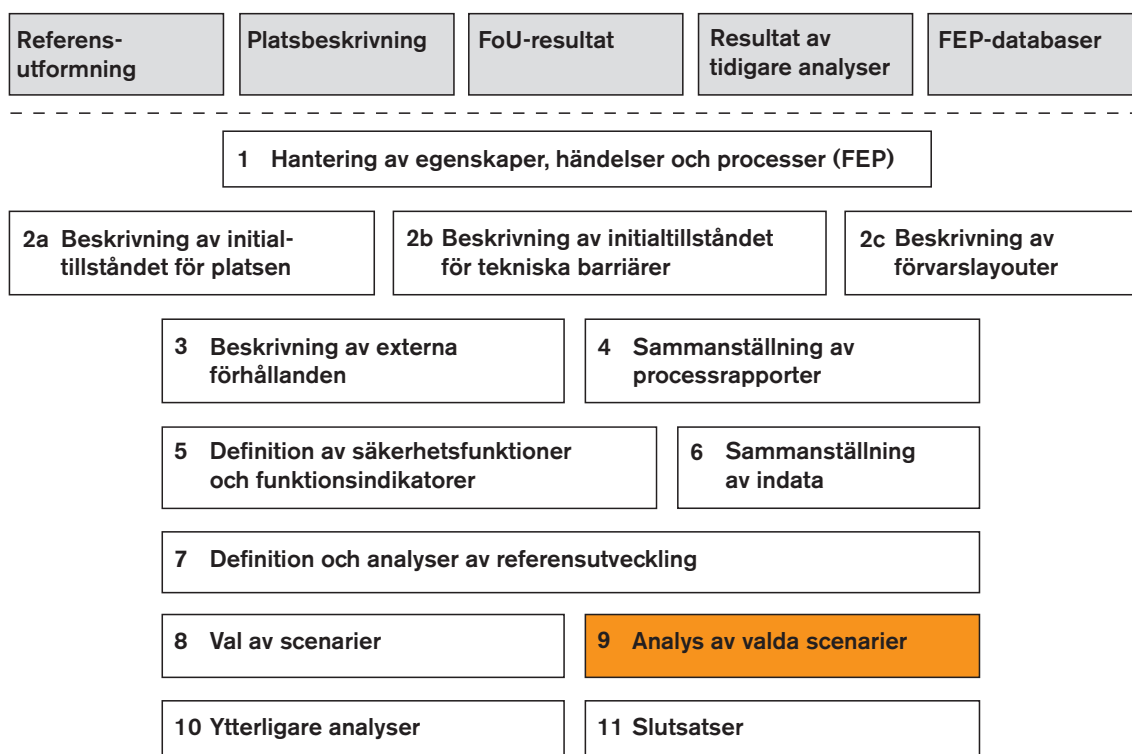 Referens-
utformning
Platsbeskrivning
FoU-resultat
Resultat av
tidigare analyser
FEP-databaser
1 Hantering av egenskaper, händelser och processer (FEP)
2a Beskrivning av initial-
tillståndet för platsen
2b Beskrivning av initialtillståndet
för tekniska barriärer
2c Beskrivning av
förvarslayouter
3 Beskrivning av externa
förhållanden
4 Sammanställning av
processrapporter
5 Definition av säkerhetsfunktioner
och funktionsindikatorer
6 Sammanställning
av indata
7 Definition och analyser av referensutveckling
8 Val av scenarier
9 Analys av valda scenarier
10 Ytterligare analyser
11 Slutsatser